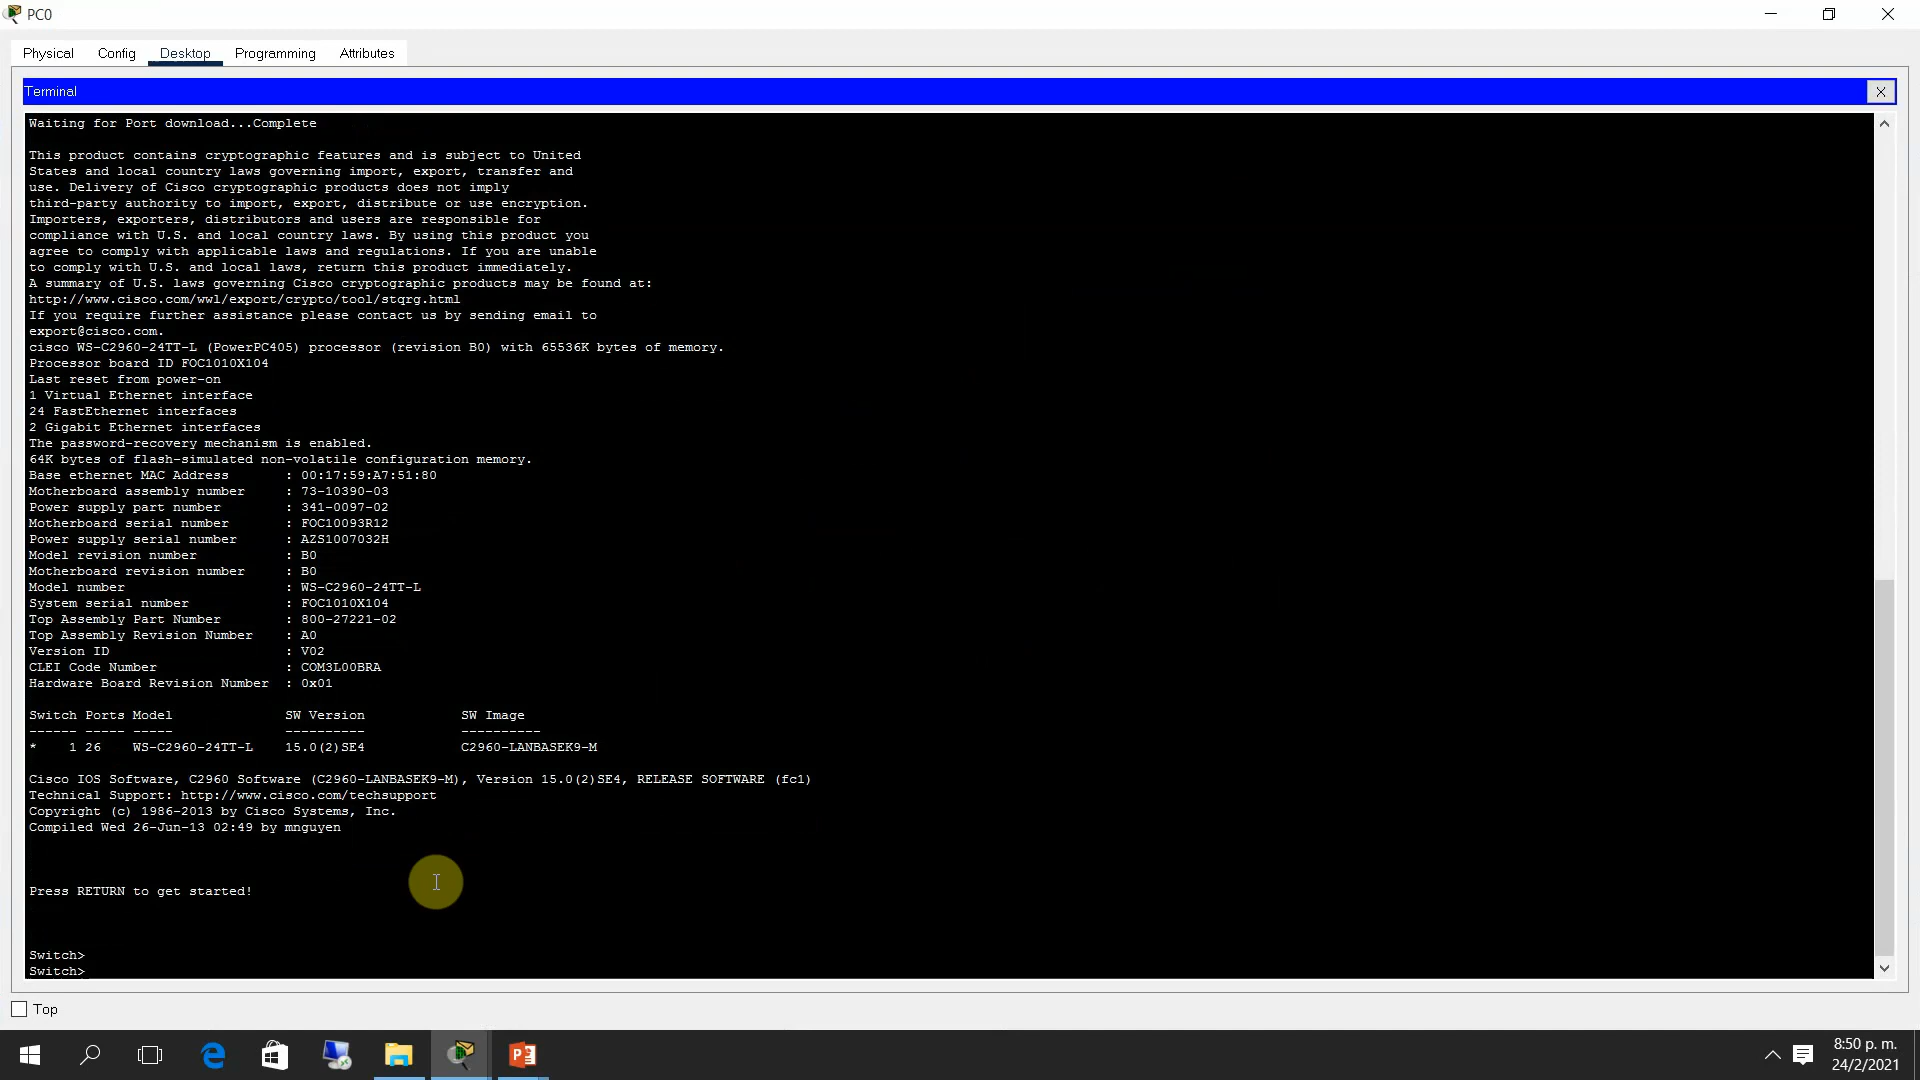 PC0
Physical Config Desktop Programming Attributes
Terminal X
Waiting for Port download...Complete
This product contains cryptographic features and is subject to United
States and local country laws governing import, export, transfer and
use. Delivery of Cisco cryptographic products does not imply
third-party authority to import, export, distribute or use encryption.
Importers, exporters, distributors and users are responsible for
compliance with U.S. and local country laws. By using this product you
agree to comply with applicable laws and regulations. If you are unable
to comply with U.S. and local laws, return this product immediately.
A summary of U.S. laws governing Cisco cryptographic products may be found at:
http://www.cisco.com/wwl/export/crypto/tool/stqrg.html
If you require further assistance please contact us by sending email to
export@cisco.com.
cisco WS-C2960-24TT-L (PowerPC405) processor (revision B0) with 65536K bytes of memory.
Processor board ID FOC1010X104
Last reset from power-on
1 Virtual Ethernet interface
24 FastEthernet interfaces
2 Gigabit Ethernet interfaces
The password-recovery mechanism is enabled.
64K bytes of flash-simulated non-volatile configuration memory.
Base ethernet MAC Address : 00:17:59:A7:51:80
Motherboard assembly number : 73-10390-03
Power supply part number : 341-0097-02
Motherboard serial number : FOC10093R12
Power supply serial number : AZS1007032H
Model revision number : B0
Motherboard revision number : B0
Model number : WS-C2960-24TT-L
System serial number : FOC1010X104
Top Assembly Part Number : 800-27221-02
Top Assembly Revision Number : A0
Version ID : V02
CLEI Code Number : COM3L00BRA
Hardware Board Revision Number : 0x01
Switch Ports Model SW Version SW Image
------ ----- ----- ---------- ----------
* 1 26 WS-C2960-24TT-L 15.0(2)SE4 C2960-LANBASEK9-M
Cisco IOS Software, C2960 Software (C2960-LANBASEK9-M), Version 15.0(2)SE4, RELEASE SOFTWARE (fc1)
Technical Support: http://www.cisco.com/techsupport
Copyright (c) 1986-2013 by Cisco Systems, Inc.
Compiled Wed 26-Jun-13 02:49 by mnguyen
Press RETURN to get started!
Switch>
Switch>
Top
8:50 p. m.
24/2/2021